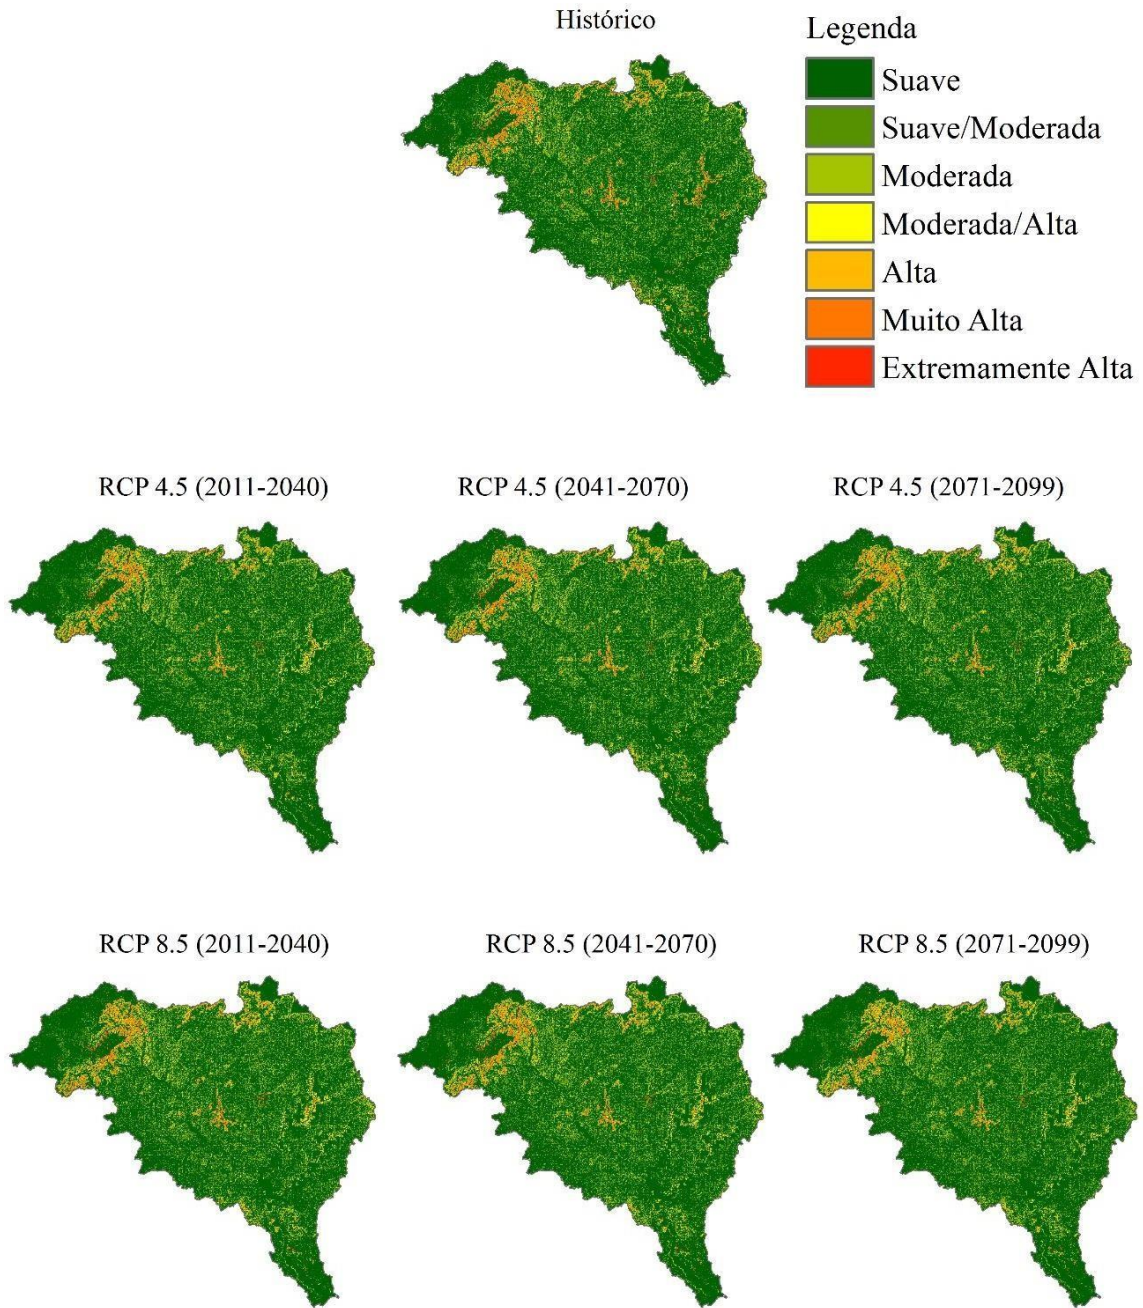 Histórico
Legenda
Suave
Suave/Moderada
Moderada
Moderada/Alta
Alta
Muito Alta
Extremamente Alta
RCP 4.5 (2011-2040)
RCP 4.5 (2041-2070)
RCP 4.5 (2071-2099)
RCP 8.5 (2011-2040)
RCP 8.5 (2041-2070)
RCP 8.5 (2071-2099)